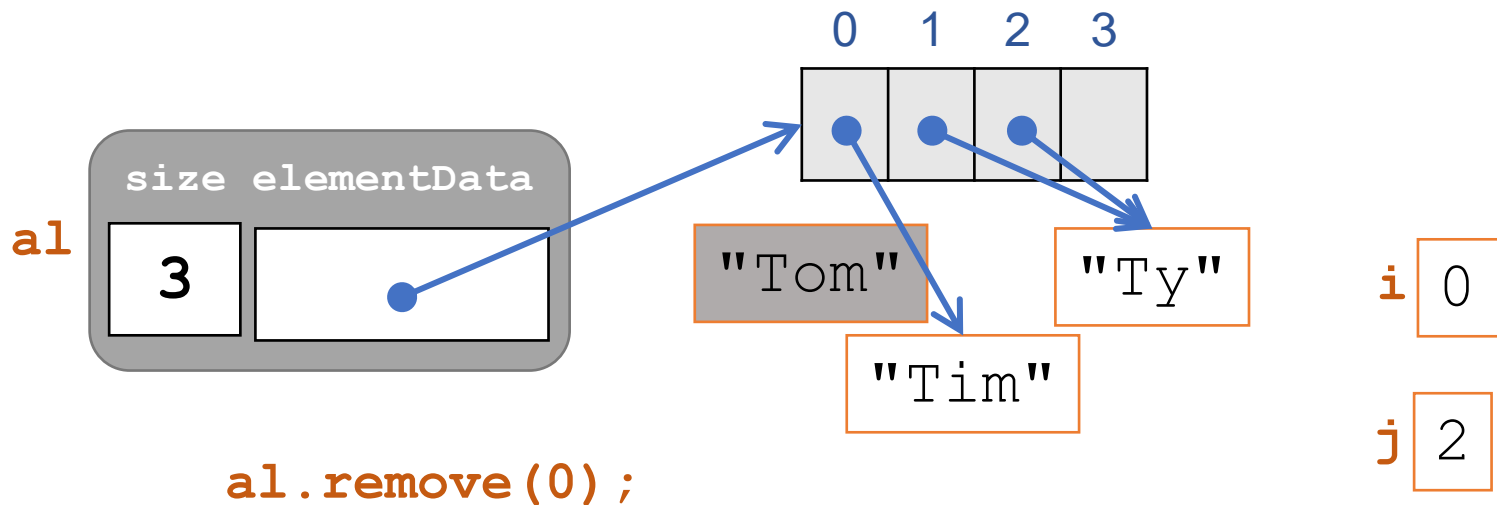 0 1 2 3
size elementData
al
3
"Tom"
"Ty"
i 0
"Tim"
j 2
al.remove(0);